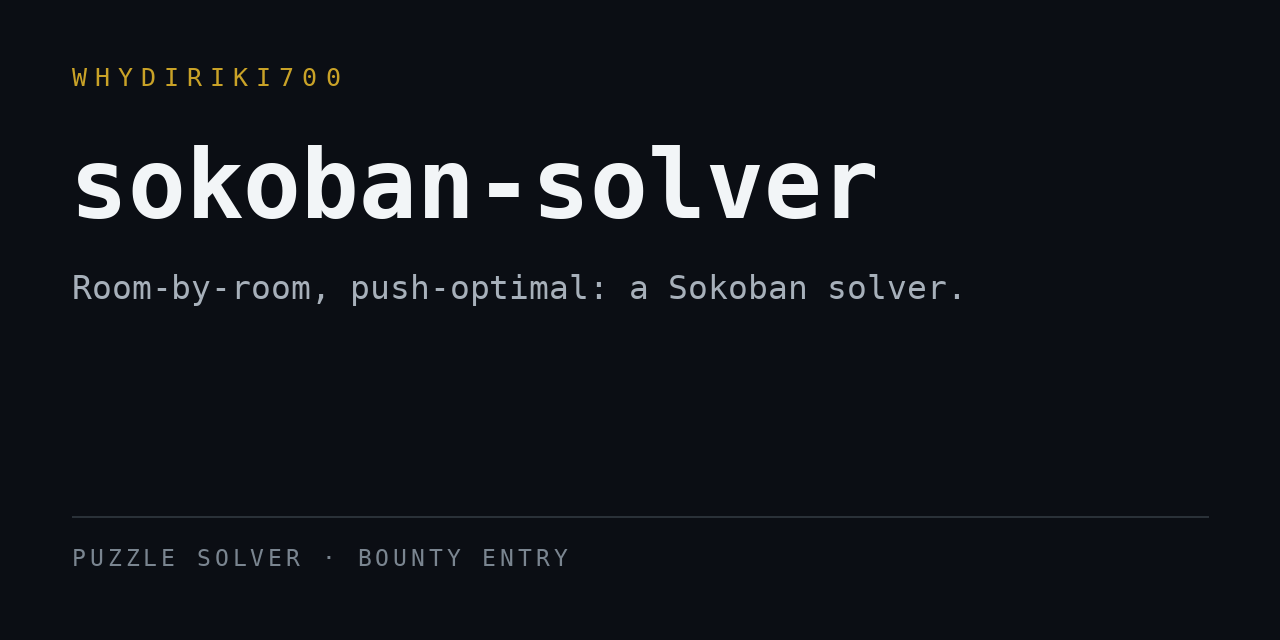 WHYDIRIKI700
sokoban-solver
Room-by-room, push-optimal: a Sokoban solver.
PUZZLE SOLVER · BOUNTY ENTRY